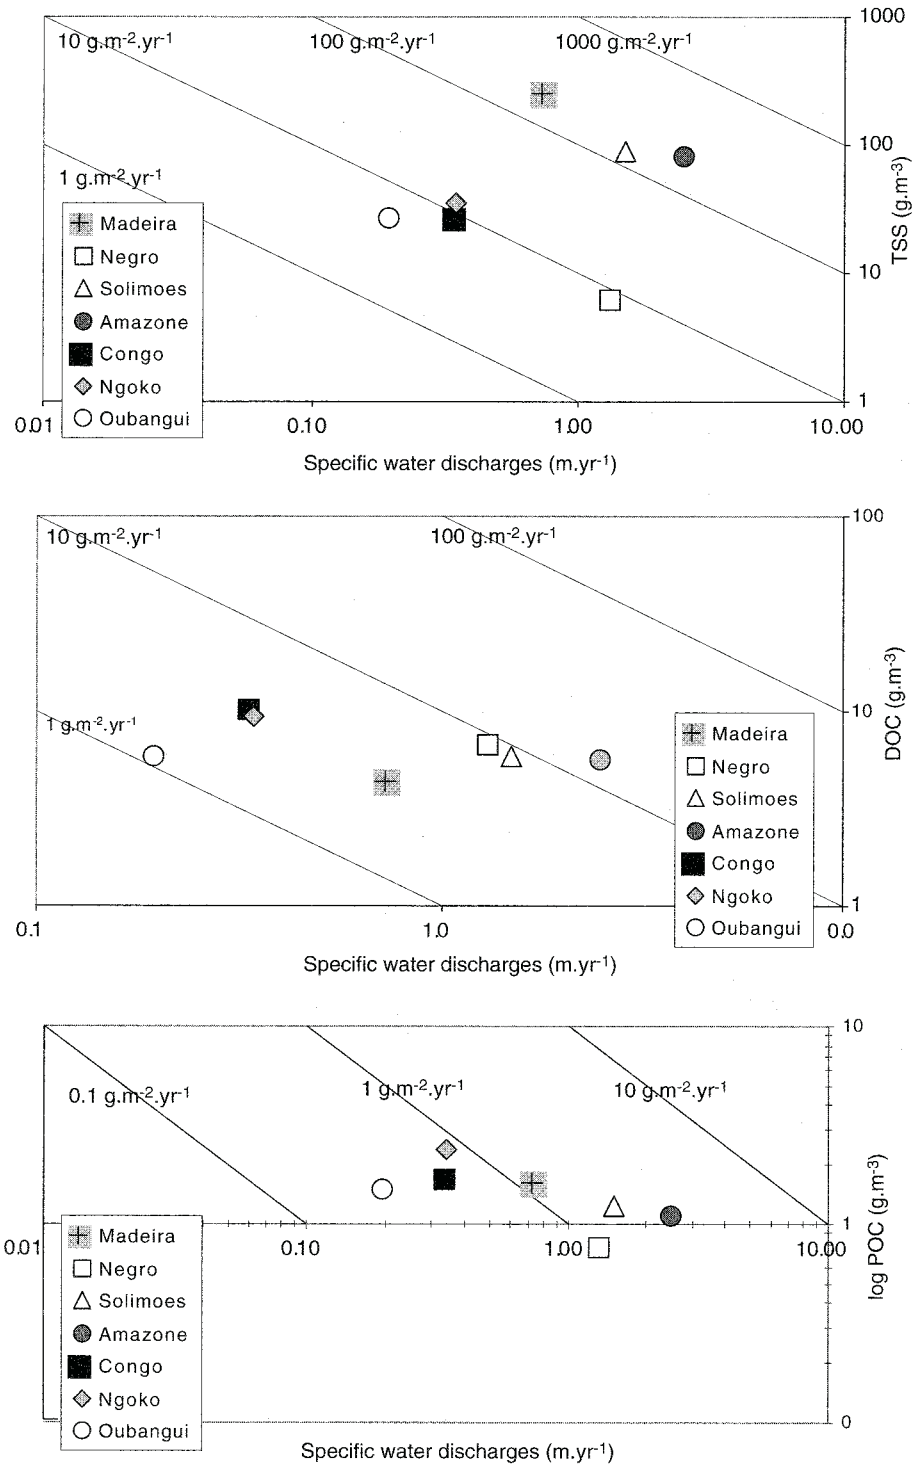 1000
10 g.m-2.yr-1
100 g.m-2.yr-1
1000 g.m-2.yr-1
100
1 g.m-2.yr-1
TSS (g.m-3)
Madeira
Negro
10
Solimoes
Amazone
Congo
Ngoko
1
Oubangui
0.01
0.10
1.00
10.00
Specific water discharges (m.yr-1)
100
10 g.m-2.yr-1
100 g.m-2.yr-1
DOC (g.m-3)
10
1 g.m-2.yr-1
Madeira
Negro
Solimoes
Amazone
Congo
Ngoko
1
Oubangui
0.1
1.0
0.0
Specific water discharges (m.yr-1)
10
0.1 g.m-2.yr-1
1 g.m-2.yr-1
10 g.m-2.yr-1
log POC (g.m-3)
1
0.01
0.10
1.00
10.00
Madeira
Negro
Solimoes
Amazone
Congo
Ngoko
0
Oubangui
Specific water discharges (m.yr-1)